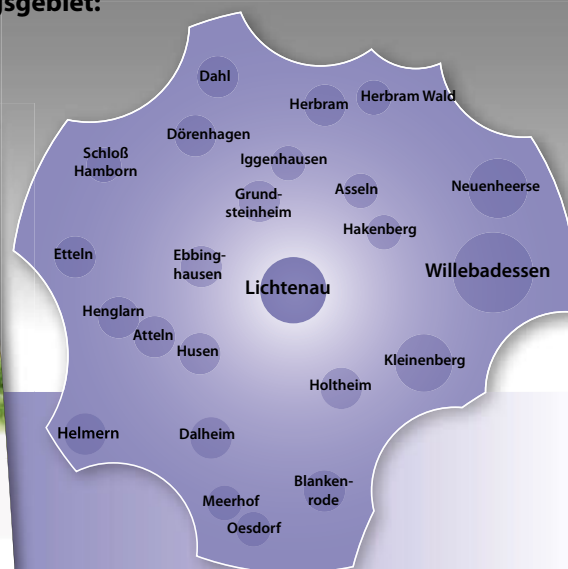 sgebiet:
Dahl
Herbram Wald
Herbram
Dörenhagen
Schloß
Hamborn
Iggenhausen
Grund-
steinheim
Asseln
Neuenheerse
Hakenberg
Etteln
Ebbing-
hausen
Willebadessen
Lichtenau
Henglarn
Atteln
Husen
Kleinenberg
Holtheim
Helmern
Dalheim
Blanken-
rode
Meerhof
Oesdorf